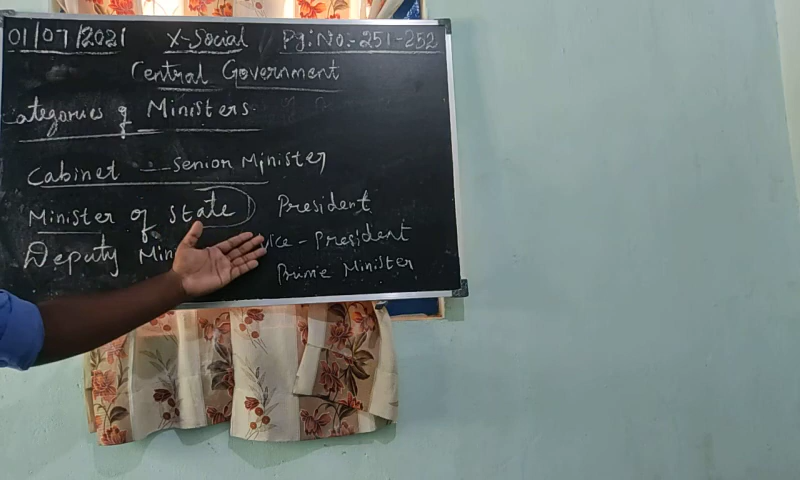 01/07/2021 X-Social Pg:No:-251-252
Central Government
Categories of Ministers
Cabinet - Senior Minister
Minister of State President
Deputy Vice - President
Prime Minister